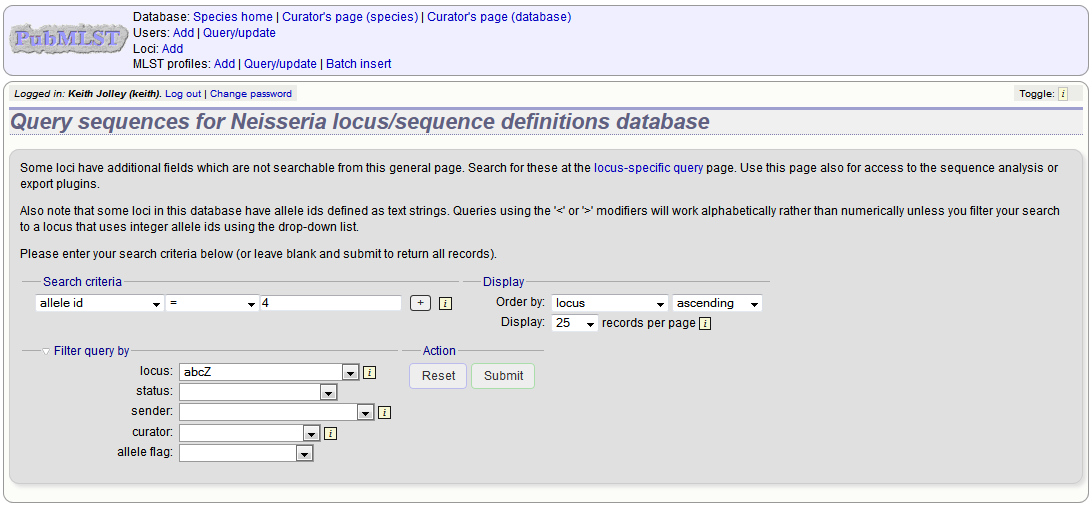 PubMLST
Database: Species home | Curator's page (species) | Curator's page (database)
Users: Add | Query/update
Loci: Add
MLST profiles: Add | Query/update | Batch insert
Logged in: Keith Jolley (keith). Log out | Change password
Toggle: i
Query sequences for Neisseria locus/sequence definitions database
Some loci have additional fields which are not searchable from this general page. Search for these at the locus-specific query page. Use this page also for access to the sequence analysis or
export plugins.
Also note that some loci in this database have allele ids defined as text strings. Queries using the '<' or '>' modifiers will work alphabetically rather than numerically unless you filter your search
to a locus that uses integer allele ids using the drop-down list.
Please enter your search criteria below (or leave blank and submit to return all records).
Search criteria
allele id = 4 + i
Display
Order by: locus ascending
Display: 25 records per page i
Filter query by
locus: abcZ i
status:
sender: i
curator: i
allele flag:
Action
Reset Submit